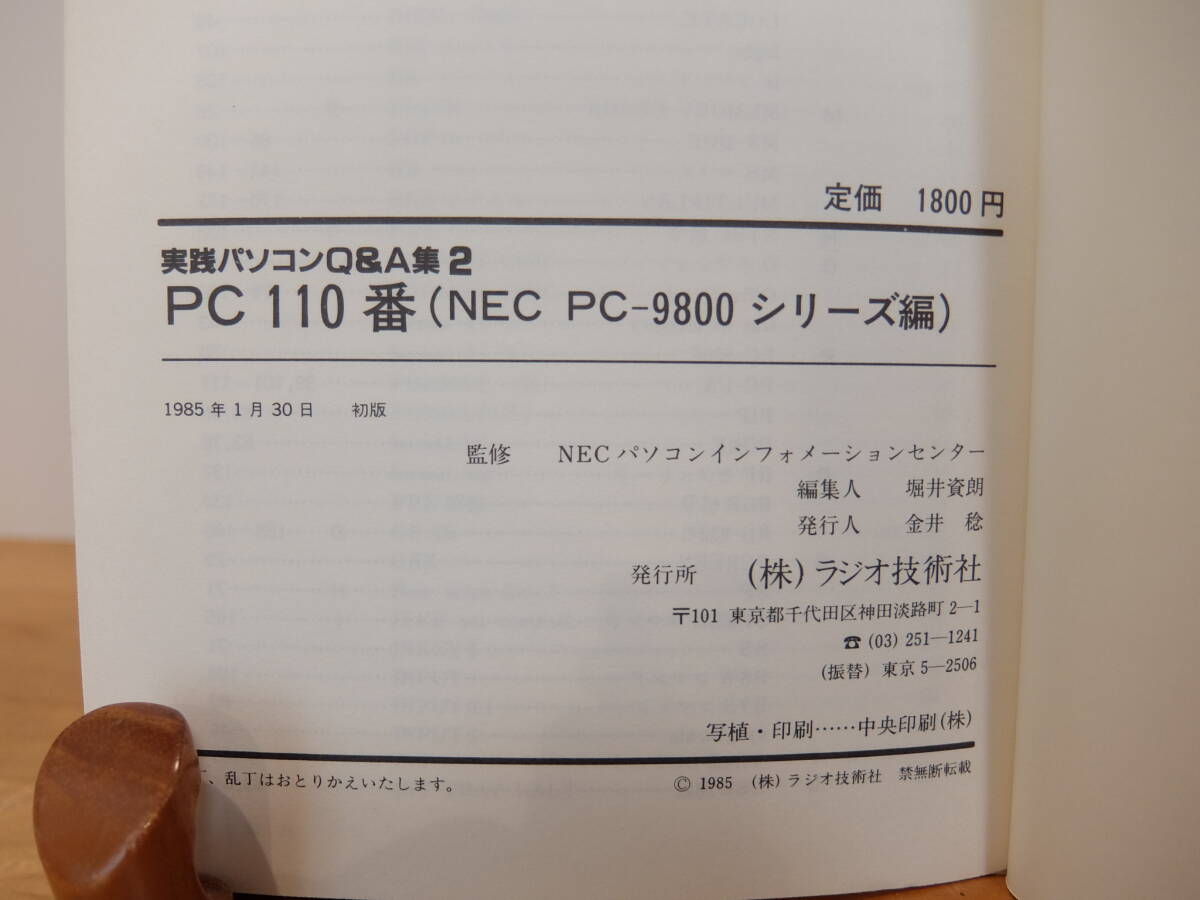 定価 1800円
実践パソコンQ&A集2
PC 110番（NEC PC-9800 シリーズ編）
1985年1月30日 初版
監修 NECパソコンインフォメーションセンター
編集人 堀井資朗
発行人 金井 稔
発行所 (株)ラジオ技術社
〒101 東京都千代田区神田淡路町2―1
☎ (03) 251―1241
(振替) 東京5―2506
写植・印刷……中央印刷(株)
、乱丁はおとりかえいたします。
© 1985 (株)ラジオ技術社 禁無断転載